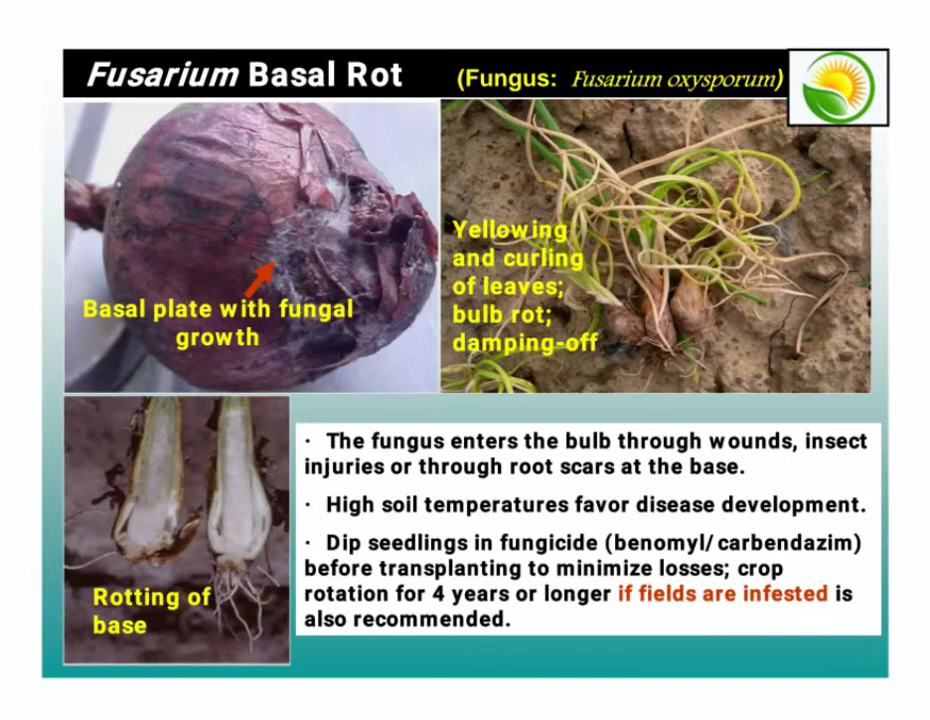 Fusarium Basal Rot (Fungus: Fusarium oxysporum)
Basal plate with fungal
growth
Yellowing
and curling
of leaves;
bulb rot;
damping-off
Rotting of
base
· The fungus enters the bulb through wounds, insect
injuries or through root scars at the base.
· High soil temperatures favor disease development.
· Dip seedlings in fungicide (benomyl/carbendazim)
before transplanting to minimize losses; crop
rotation for 4 years or longer if fields are infested is
also recommended.